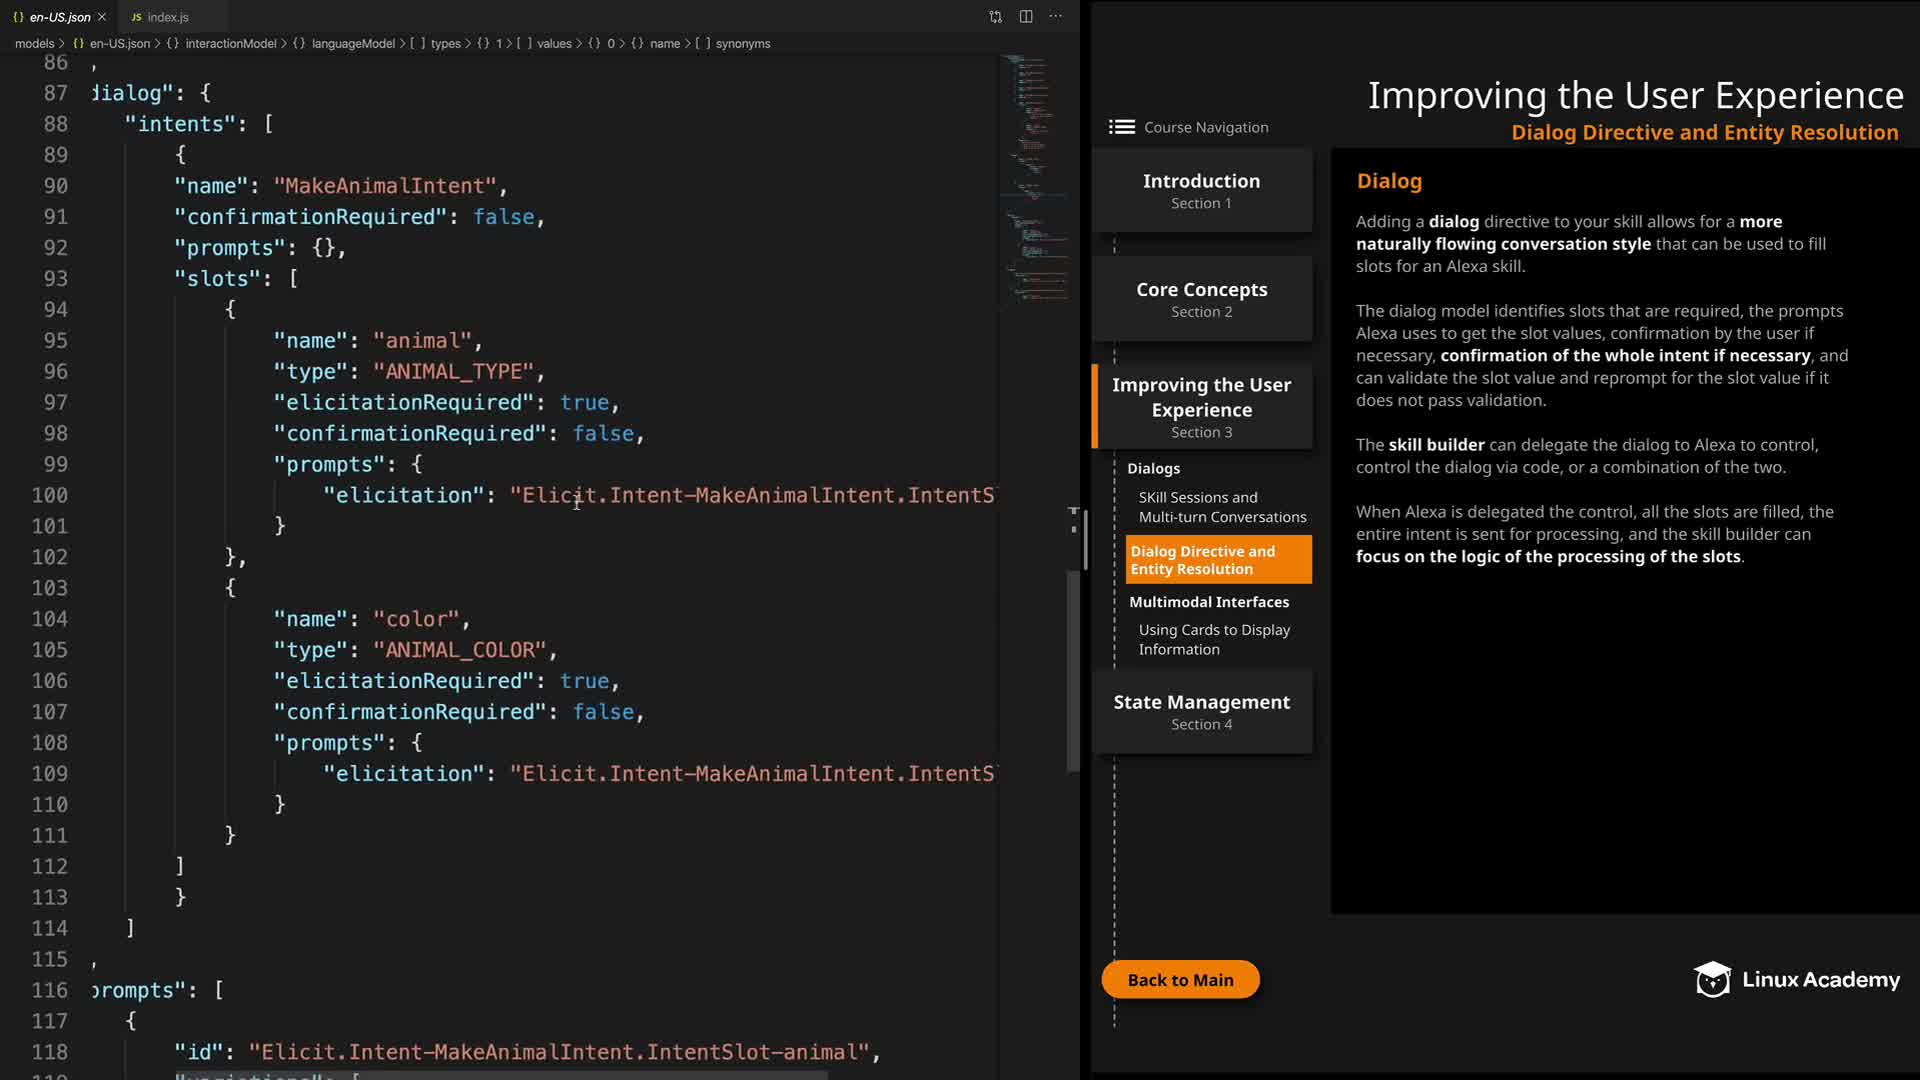 {} en-US.json ×
JS index.js
models > {} en-US.json > {} interactionModel > {} languageModel > [ ] types > {} 1 > [ ] values > {} 0 > {} name > [ ] synonyms
86 ,
87 dialog": {
88 "intents": [
89 {
90 "name": "MakeAnimalIntent",
91 "confirmationRequired": false,
92 "prompts": {},
93 "slots": [
94 {
95 "name": "animal",
96 "type": "ANIMAL_TYPE",
97 "elicitationRequired": true,
98 "confirmationRequired": false,
99 "prompts": {
100 "elicitation": "Elicit.Intent-MakeAnimalIntent.IntentS
101 }
102 },
103 {
104 "name": "color",
105 "type": "ANIMAL_COLOR",
106 "elicitationRequired": true,
107 "confirmationRequired": false,
108 "prompts": {
109 "elicitation": "Elicit.Intent-MakeAnimalIntent.IntentS
110 }
111 }
112 ]
113 }
114 ]
115 ,
116 prompts": [
117 {
118 "id": "Elicit.Intent-MakeAnimalIntent.IntentSlot-animal",
Improving the User Experience
Dialog Directive and Entity Resolution
Course Navigation
Introduction
Section 1
Core Concepts
Section 2
Improving the User
Experience
Section 3
Dialogs
SKill Sessions and
Multi-turn Conversations
Dialog Directive and
Entity Resolution
Multimodal Interfaces
Using Cards to Display
Information
State Management
Section 4
Back to Main
Dialog
Adding a dialog directive to your skill allows for a more
naturally flowing conversation style that can be used to fill
slots for an Alexa skill.
The dialog model identifies slots that are required, the prompts
Alexa uses to get the slot values, confirmation by the user if
necessary, confirmation of the whole intent if necessary, and
can validate the slot value and reprompt for the slot value if it
does not pass validation.
The skill builder can delegate the dialog to Alexa to control,
control the dialog via code, or a combination of the two.
When Alexa is delegated the control, all the slots are filled, the
entire intent is sent for processing, and the skill builder can
focus on the logic of the processing of the slots.
Linux Academy